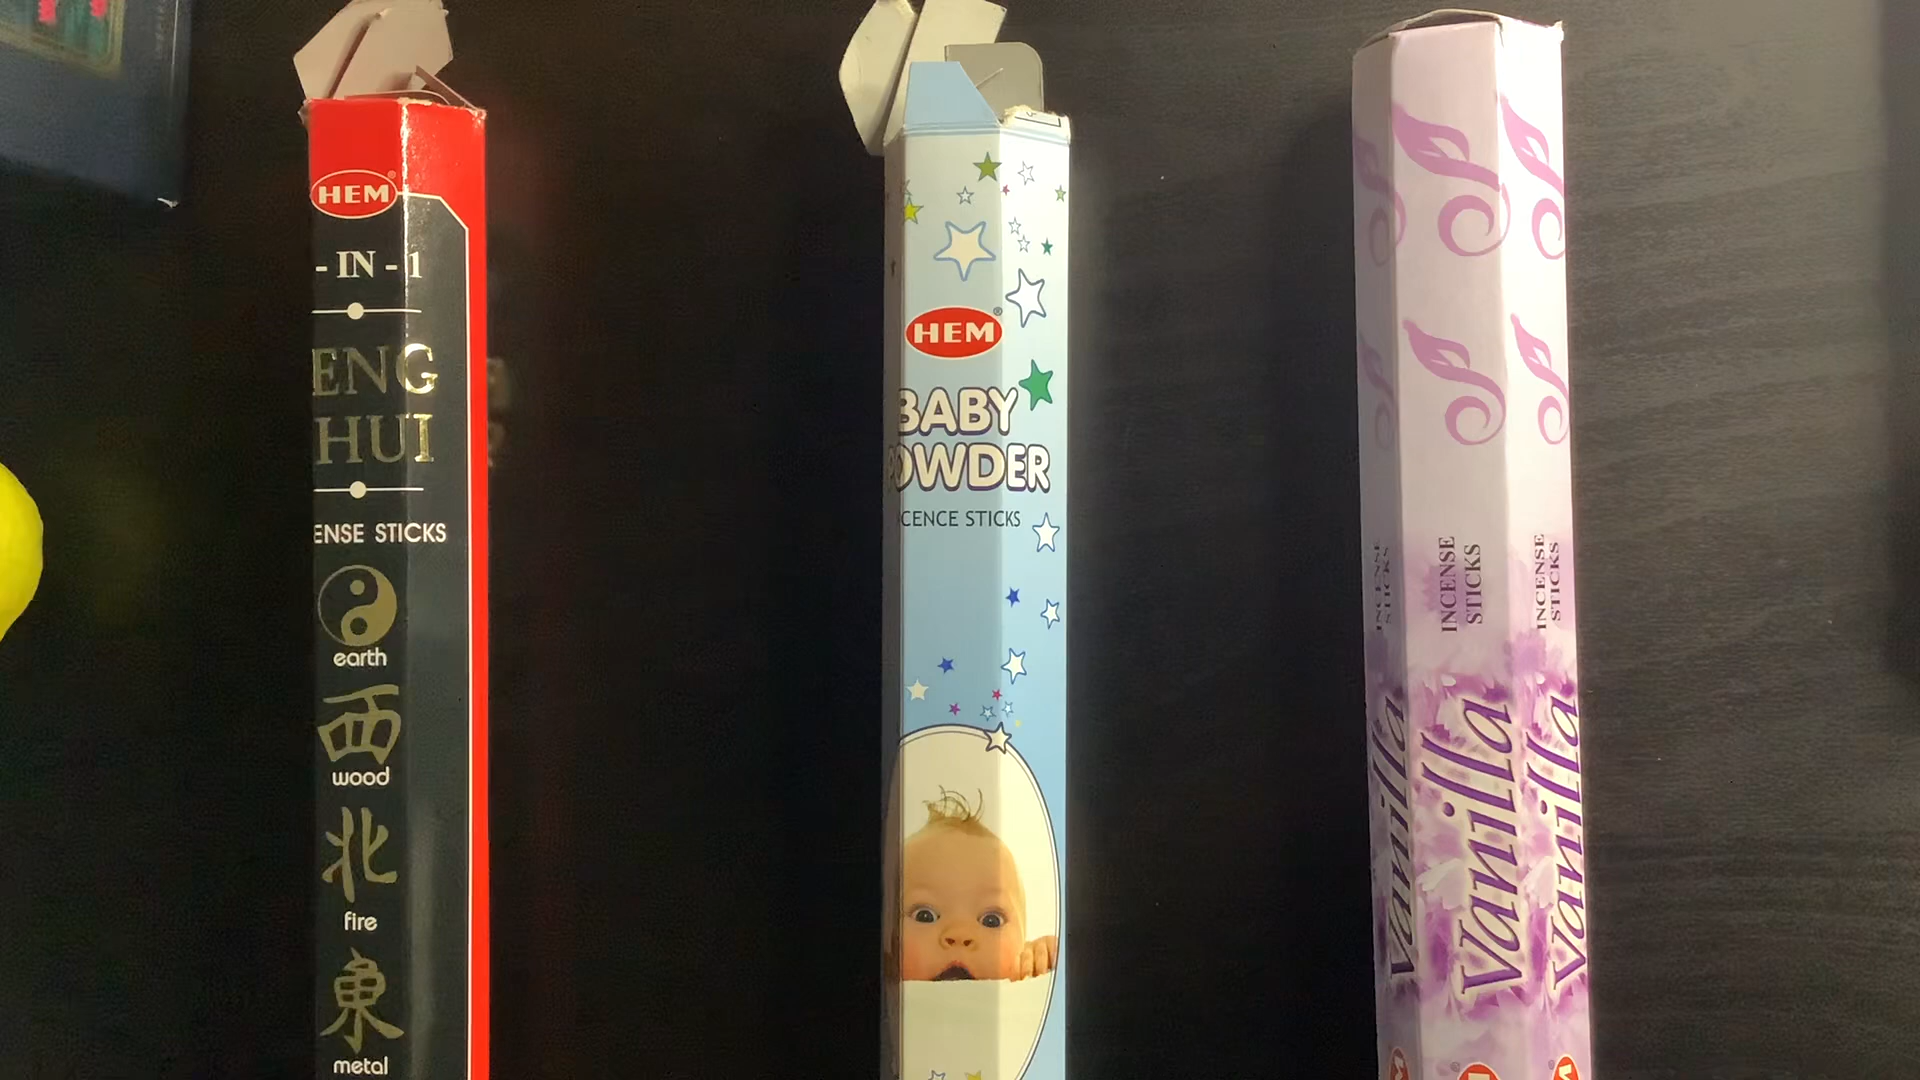 HEM
- IN - 1
ENG
HUI
ENSE STICKS
earth
西
wood
北
fire
東
metal
HEM
BABY
POWDER
CENCE STICKS
INCENSE
STICKS
Vanilla
INCENSE
STICKS
Vanilla
INCENSE
STICKS
Vanilla